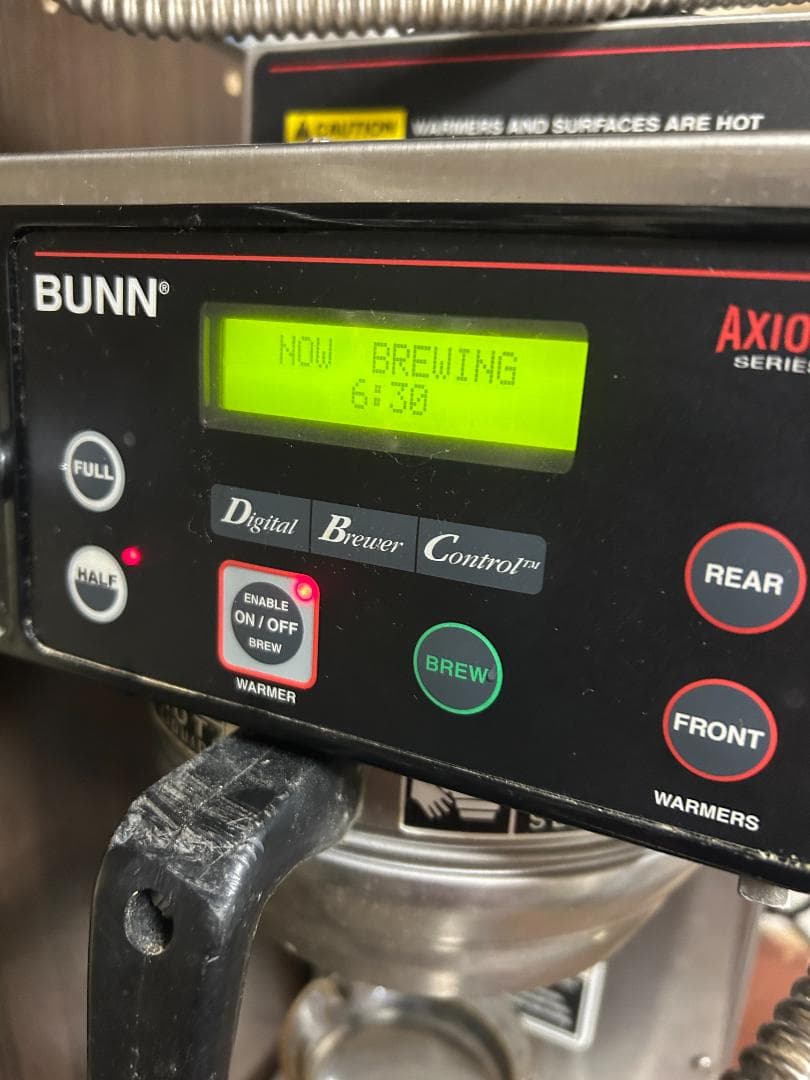 CAUTION
WARMERS AND SURFACES ARE HOT
BUNN®
AXIO
SERIES
NOW BREWING
6:30
FULL
HALF
Digital Brewer Control™
ENABLE
ON / OFF
BREW
WARMER
BREW
REAR
FRONT
WARMERS